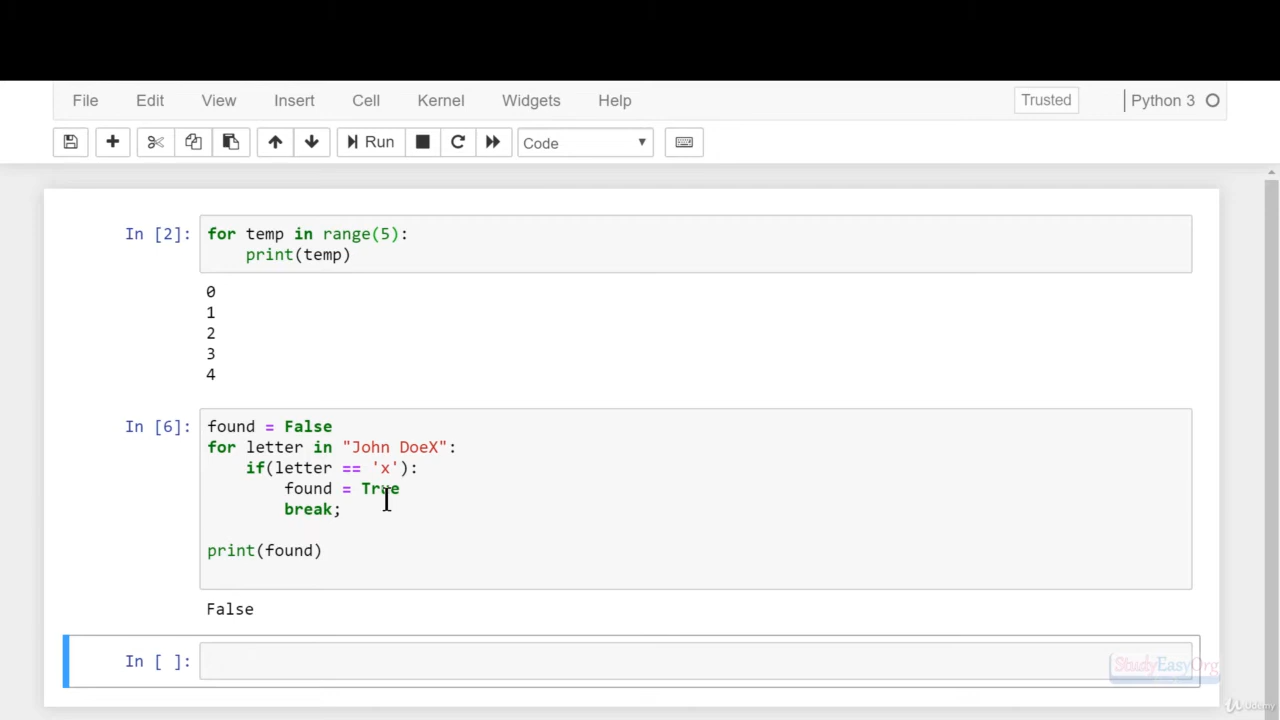 File Edit View Insert Cell Kernel Widgets Help Trusted Python 3
Run Code
In [2]: for temp in range(5):
print(temp)
0
1
2
3
4
In [6]: found = False
for letter in "John DoeX":
if(letter == 'x'):
found = True
break;
print(found)
False
In [ ]:
StudyEasyOrg
Udemy